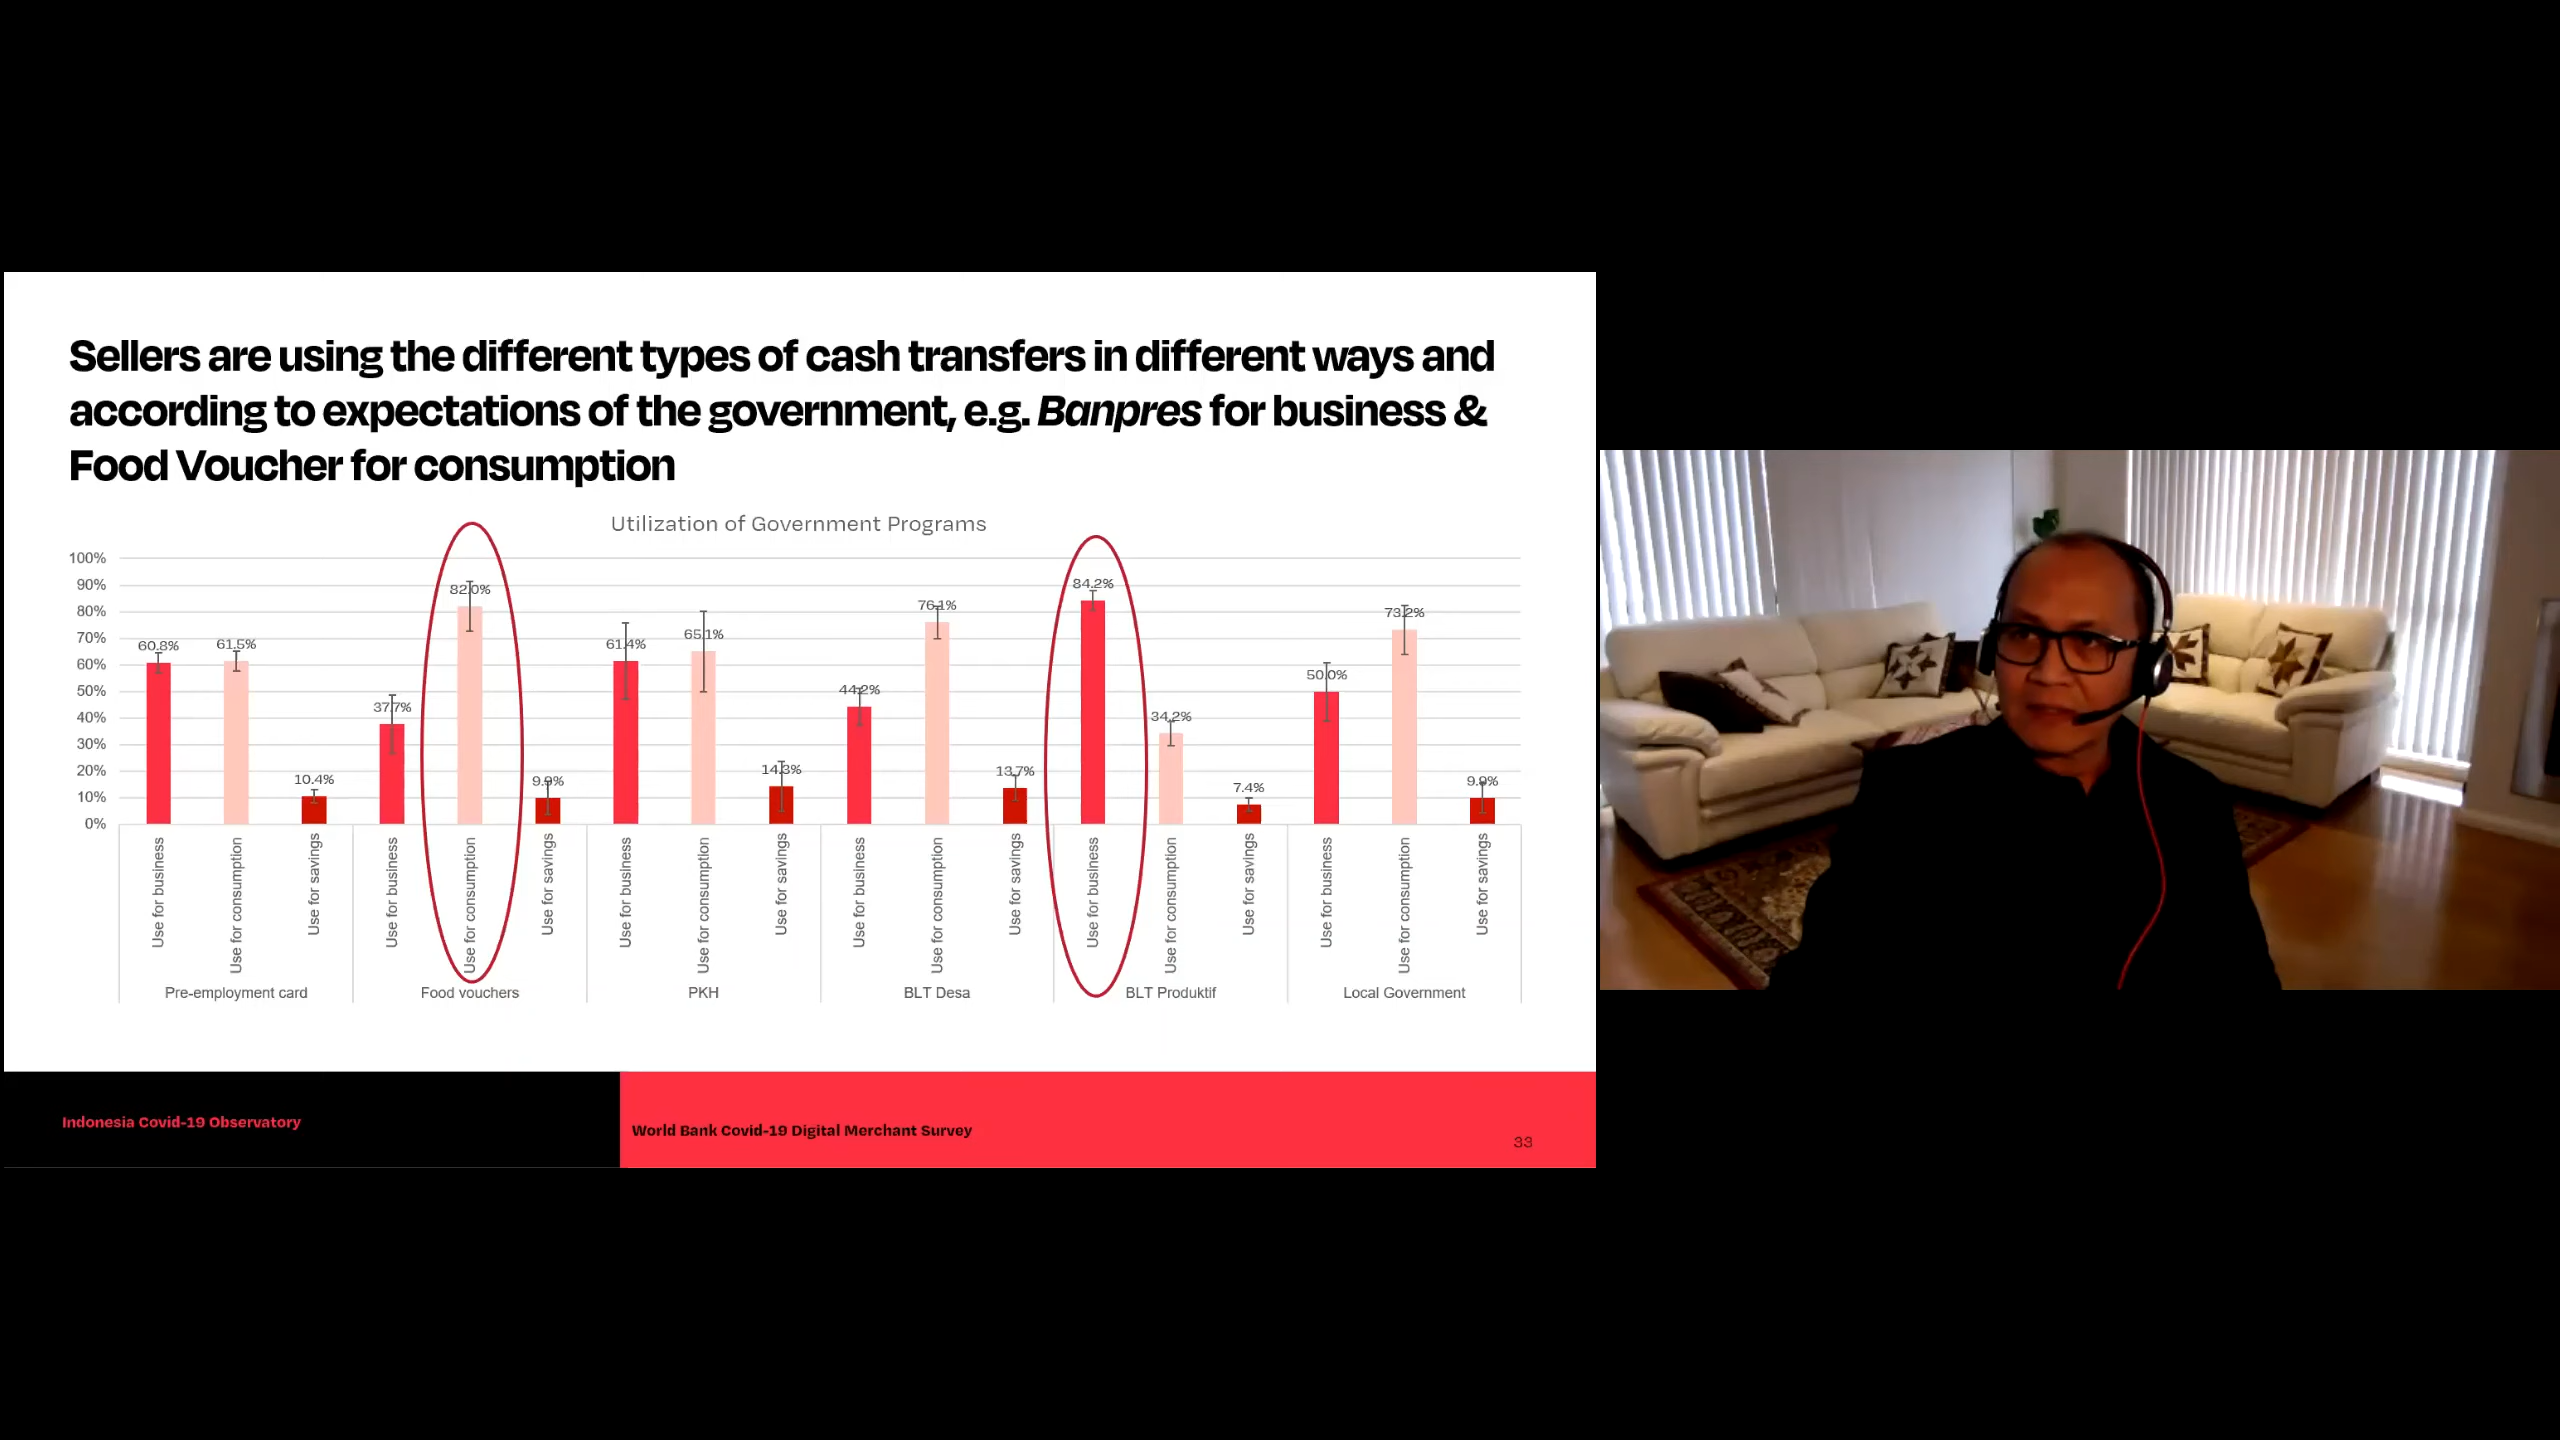 Sellers are using the different types of cash transfers in different ways and
according to expectations of the government, e.g. Banpres for business &
Food Voucher for consumption
Utilization of Government Programs
100%
90%
80%
70%
60%
50%
40%
30%
20%
10%
0%
60.8%
61.5%
10.4%
37.7%
82.0%
9.9%
61.4%
65.1%
14.3%
44.2%
76.1%
13.7%
84.2%
34.2%
7.4%
50.0%
73.2%
9.9%
Use for business
Use for consumption
Use for savings
Use for business
Use for consumption
Use for savings
Use for business
Use for consumption
Use for savings
Use for business
Use for consumption
Use for savings
Use for business
Use for consumption
Use for savings
Use for business
Use for consumption
Use for savings
Pre-employment card
Food vouchers
PKH
BLT Desa
BLT Produktif
Local Government
Indonesia Covid-19 Observatory
World Bank Covid-19 Digital Merchant Survey
33